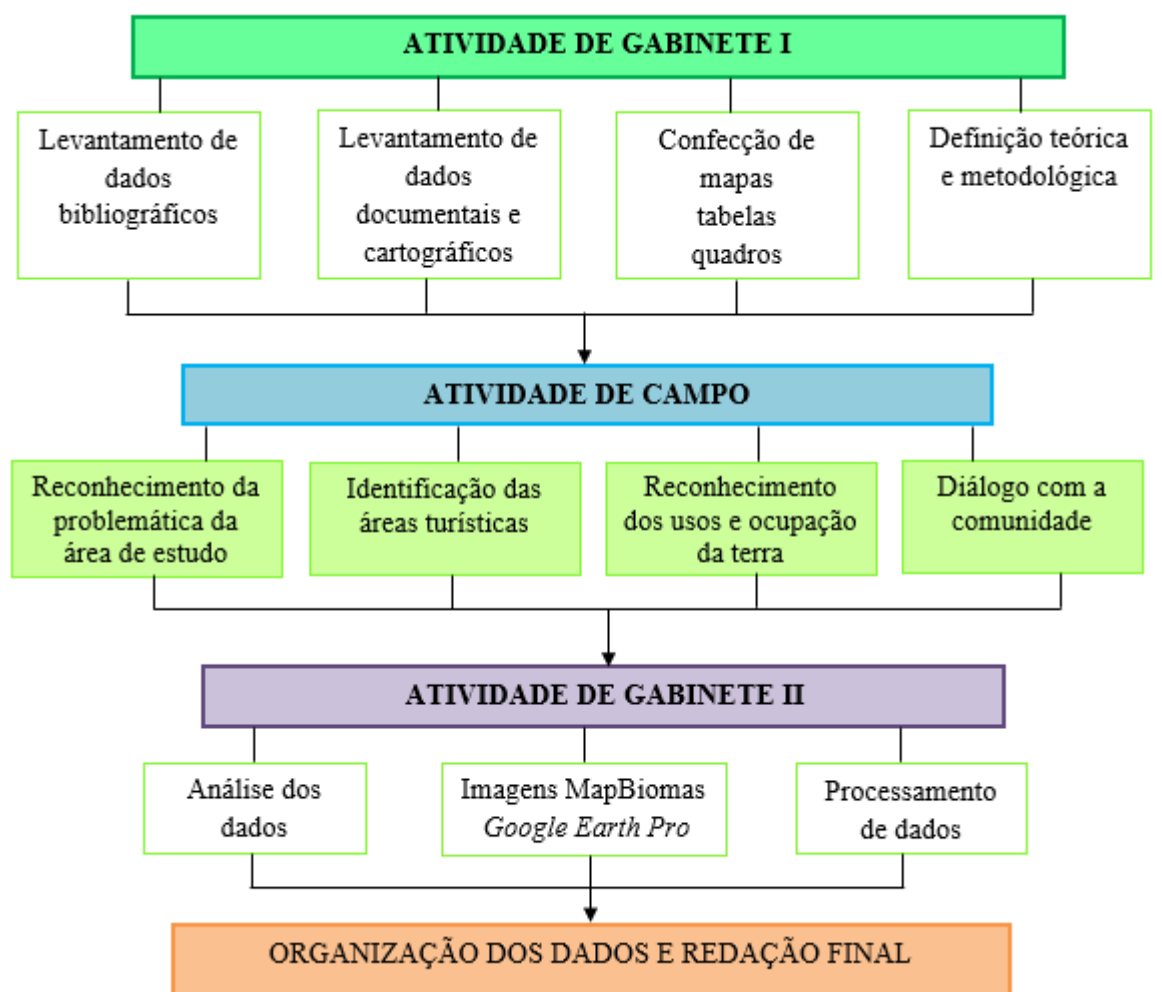 ATIVIDADE DE GABINETE I
Levantamento de
dados
bibliográficos
Levantamento de
dados
documentais e
cartográficos
Confecção de
mapas
tabelas
quadros
Definição teórica
e metodológica
ATIVIDADE DE CAMPO
Reconhecimento da
problemática da
área de estudo
Identificação das
áreas turísticas
Reconhecimento
dos usos e ocupação
da terra
Diálogo com a
comunidade
ATIVIDADE DE GABINETE II
Análise dos
dados
Imagens MapBiomas
Google Earth Pro
Processamento
de dados
ORGANIZAÇÃO DOS DADOS E REDAÇÃO FINAL